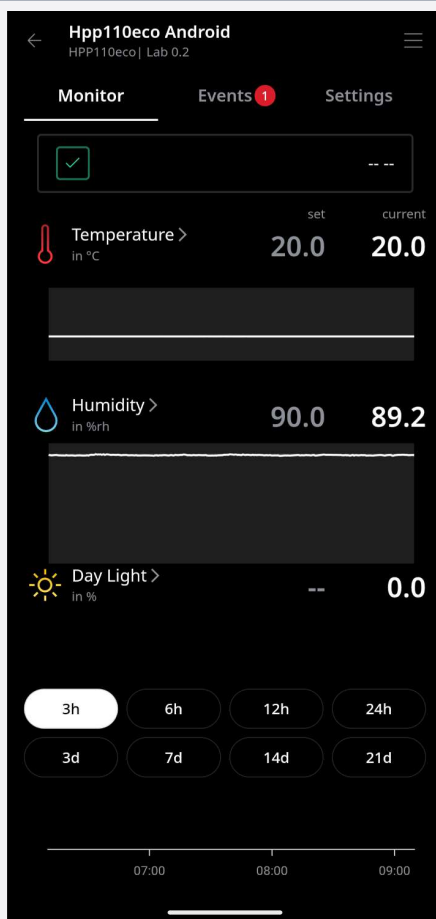 Hpp110eco Android
HPP110eco| Lab 0.2
Monitor Events 1 Settings
-- --
set current
Temperature 20.0 20.0
in °C
Humidity 90.0 89.2
in %rh
Day Light -- 0.0
in %
3h 6h 12h 24h
3d 7d 14d 21d
07:00 08:00 09:00